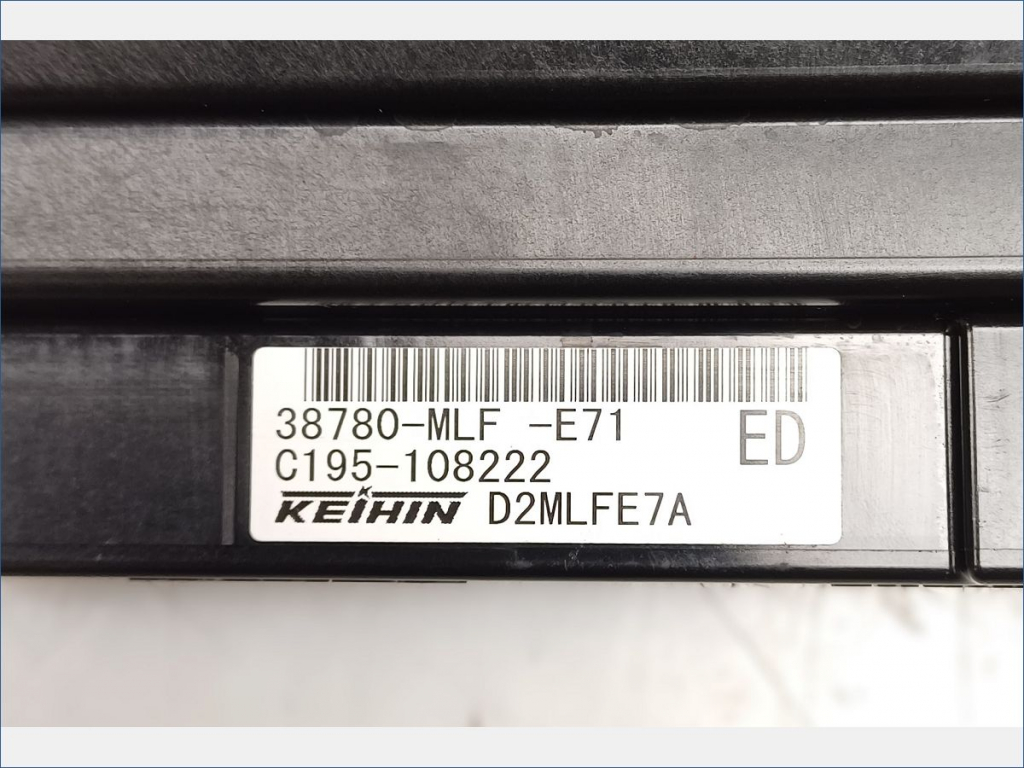 38780-MLF -E71
ED
C195-108222
KEIHIN D2MLFE7A